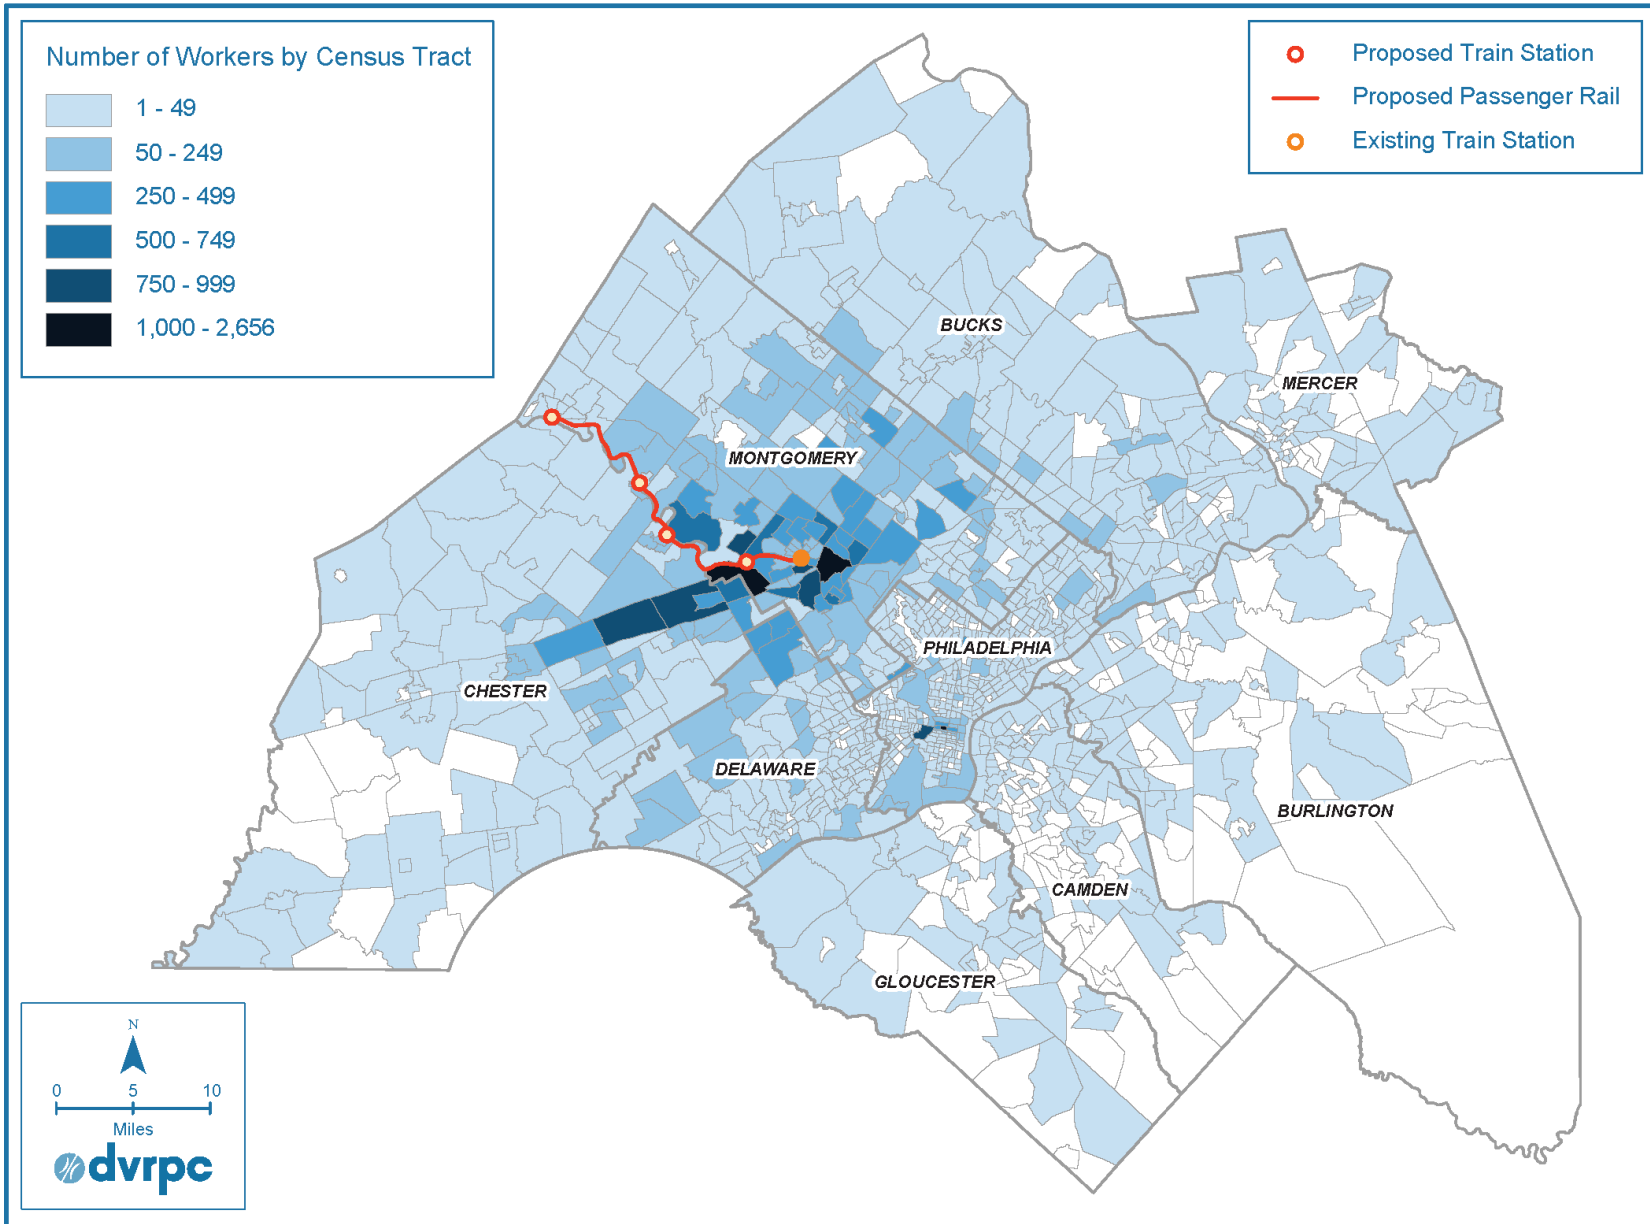 Number of Workers by Census Tract
1 - 49
50 - 249
250 - 499
500 - 749
750 - 999
1,000 - 2,656
Proposed Train Station
Proposed Passenger Rail
Existing Train Station
BUCKS
MERCER
MONTGOMERY
PHILADELPHIA
CHESTER
DELAWARE
BURLINGTON
CAMDEN
GLOUCESTER
N
0 5 10
Miles
dvrpc